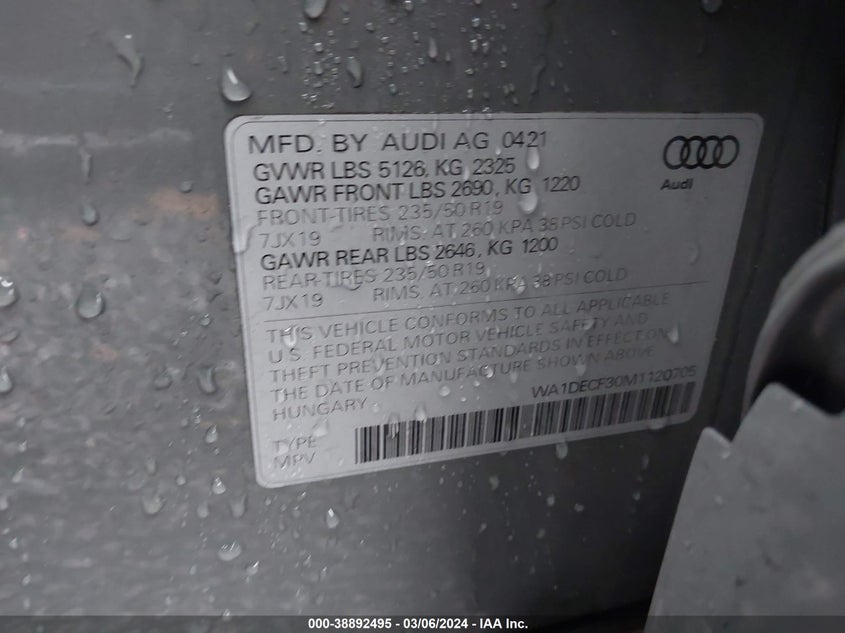 MFD. BY AUDI AG 0421
GVWR LBS 5126, KG 2325
GAWR FRONT LBS 2690, KG 1220
FRONT-TIRES 235/50 R19
7JX19 RIMS. AT 260 KPA 38 PSI COLD
GAWR REAR LBS 2646, KG 1200
REAR-TIRES 235/50 R19
7JX19 RIMS. AT 260 KPA 38 PSI COLD
Audi
THIS VEHICLE CONFORMS TO ALL APPLICABLE
U.S. FEDERAL MOTOR VEHICLE SAFETY AND
THEFT PREVENTION STANDARDS IN EFFECT ON
THE DATE OF MANUFACTURE SHOWN ABOVE.
HUNGARY WA1DECF30M1120705
TYPE
MPV
000-38892495 - 03/06/2024 - IAA Inc.